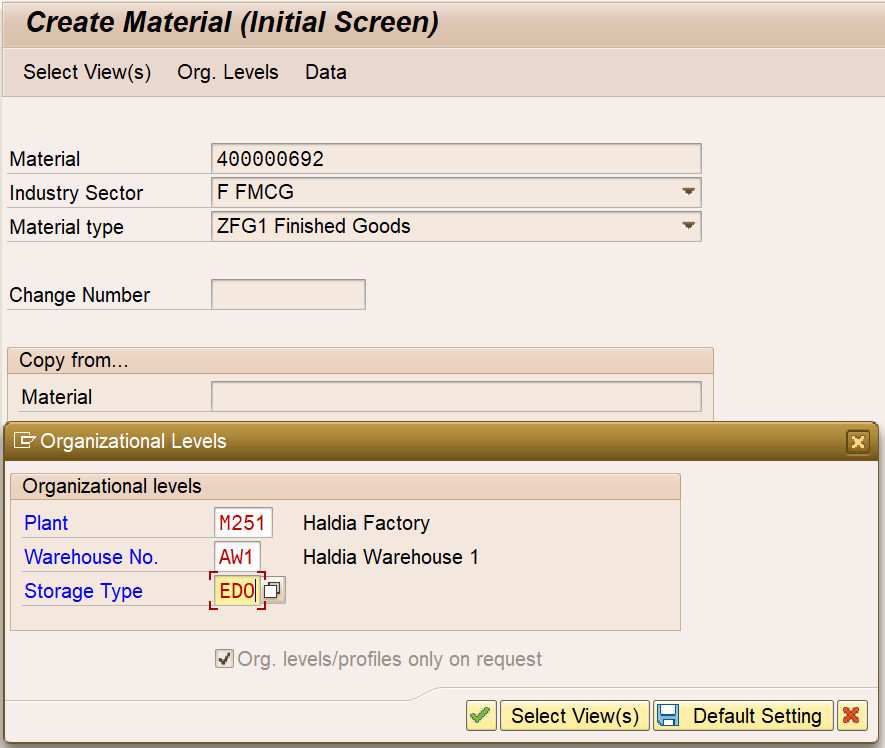 Create Material (Initial Screen)
Select View(s) Org. Levels Data
Material 400000692
Industry Sector F FMCG
Material type ZFG1 Finished Goods
Change Number
Copy from...
Material
Organizational Levels
Organizational levels
Plant M251 Haldia Factory
Warehouse No. AW1 Haldia Warehouse 1
Storage Type EDO
Org. levels/profiles only on request
Select View(s) Default Setting